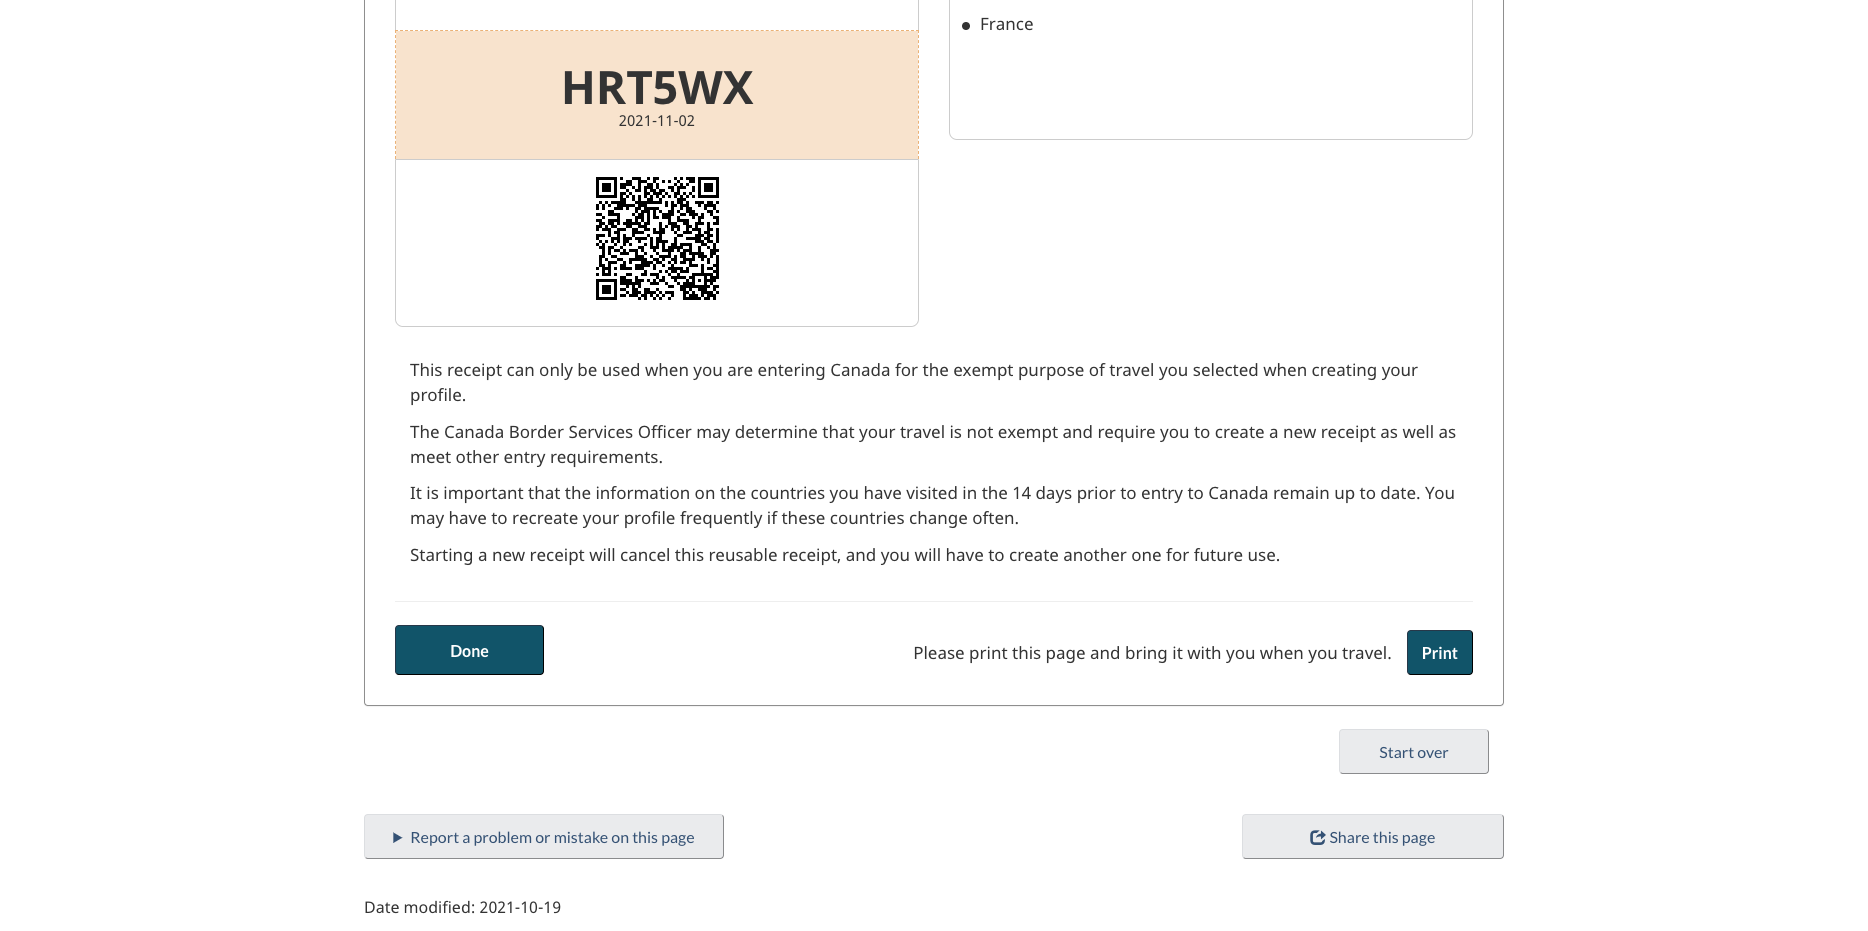 France
HRT5WX
2021-11-02
This receipt can only be used when you are entering Canada for the exempt purpose of travel you selected when creating your
profile.
The Canada Border Services Officer may determine that your travel is not exempt and require you to create a new receipt as well as
meet other entry requirements.
It is important that the information on the countries you have visited in the 14 days prior to entry to Canada remain up to date. You
may have to recreate your profile frequently if these countries change often.
Starting a new receipt will cancel this reusable receipt, and you will have to create another one for future use.
Done
Please print this page and bring it with you when you travel.
Print
Start over
Report a problem or mistake on this page
Share this page
Date modified: 2021-10-19